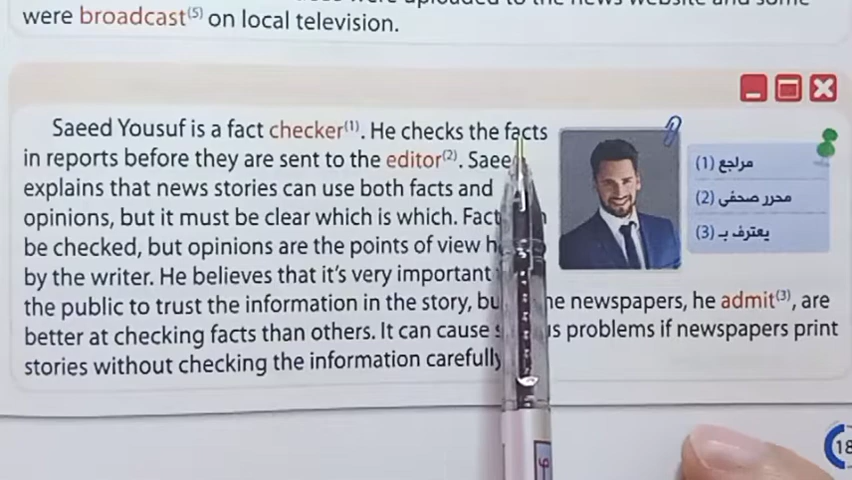 were broadcast(5) on local television.
Saeed Yousuf is a fact checker(1). He checks the facts
in reports before they are sent to the editor(2).
explains that news stories can use both facts and
opinions, but it must be clear which is which.
be checked, but opinions are the points of view
by the writer. He believes that it's very important
the public to trust the information in the story, newspapers, he admit(3), are
better at checking facts than others. It can cause problems if newspapers print
stories without checking the information carefully
(1) مراجع
(2) محرر صحفى
(3) يعترف بـ
18